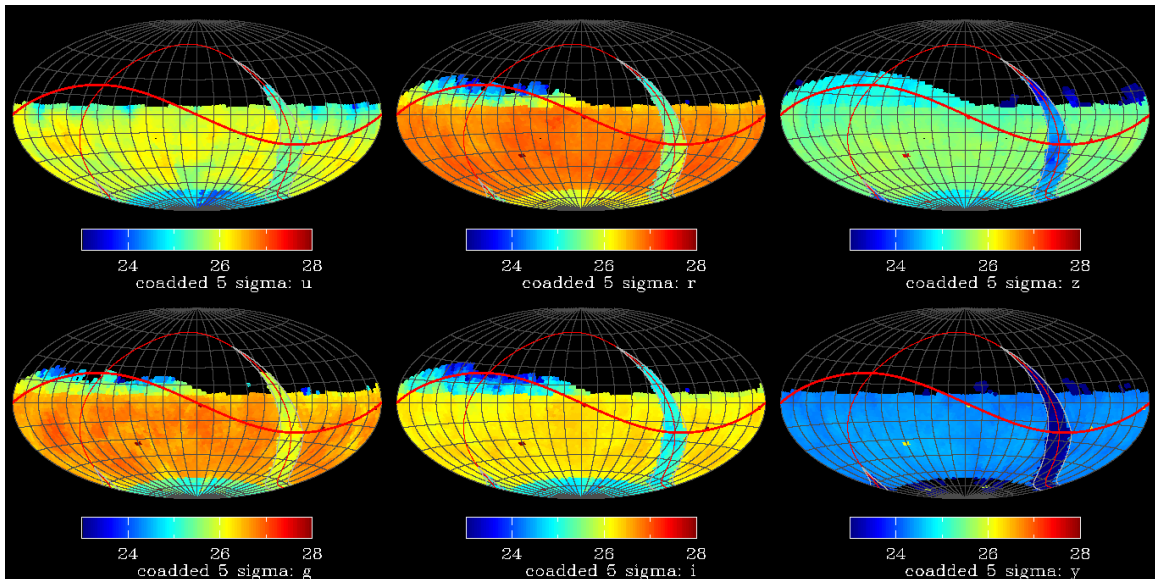 24 26 28
coadded 5 sigma: u
24 26 28
coadded 5 sigma: r
24 26 28
coadded 5 sigma: z
24 26 28
coadded 5 sigma: g
24 26 28
coadded 5 sigma: i
24 26 28
coadded 5 sigma: y